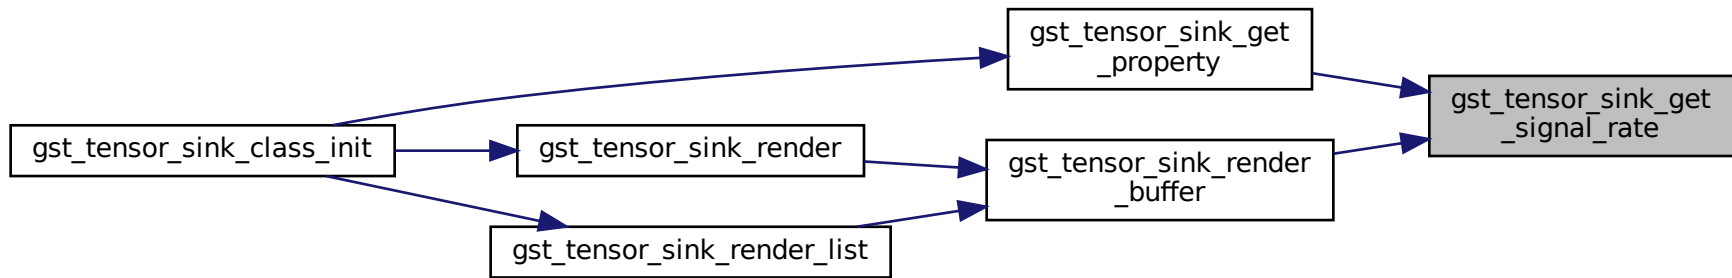 gst_tensor_sink_get
_property
gst_tensor_sink_get
_signal_rate
gst_tensor_sink_class_init
gst_tensor_sink_render
gst_tensor_sink_render
_buffer
gst_tensor_sink_render_list